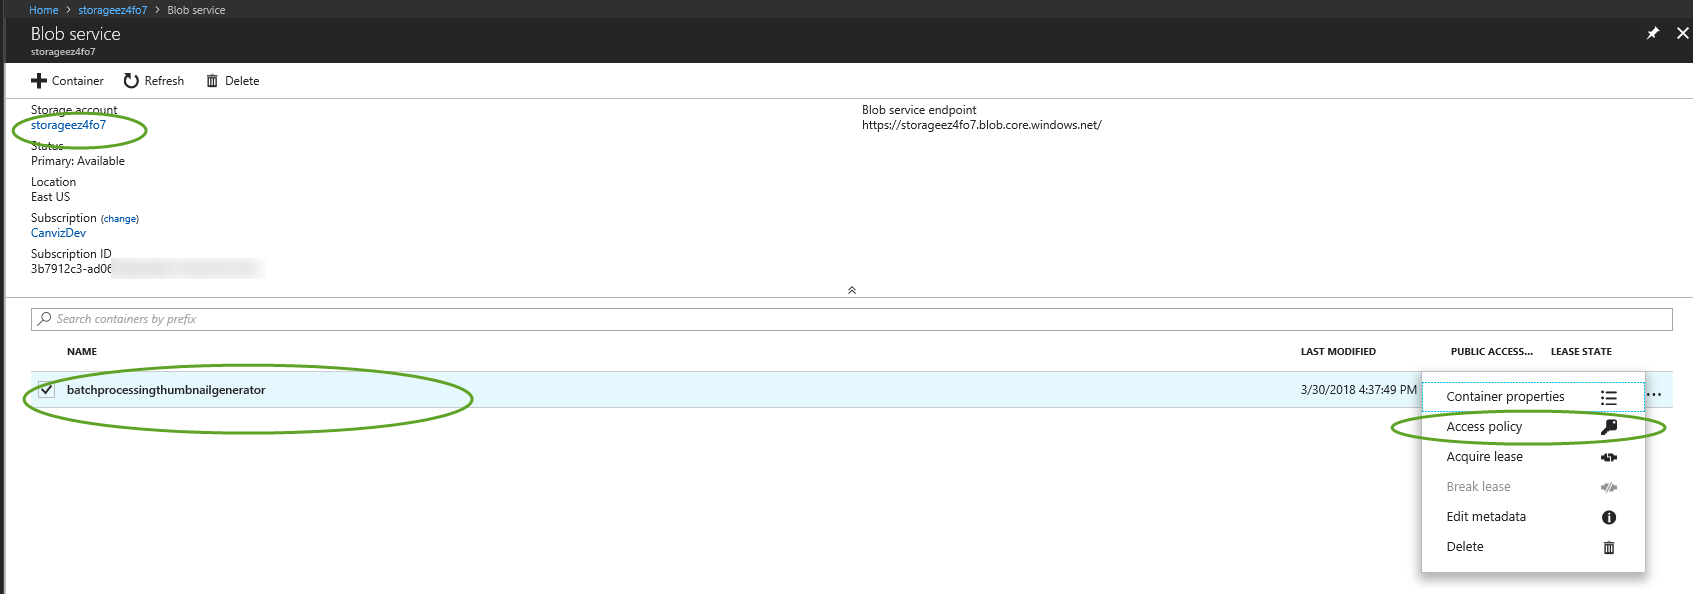 Home > storageez4fo7 > Blob service
Blob service
storageez4fo7
Container Refresh Delete
Storage account
storageez4fo7
Status
Primary: Available
Location
East US
Subscription (change)
CanvizDev
Subscription ID
3b7912c3-ad06
Blob service endpoint
https://storageez4fo7.blob.core.windows.net/
Search containers by prefix
NAME LAST MODIFIED PUBLIC ACCESS... LEASE STATE
batchprocessingthumbnailgenerator 3/30/2018 4:37:49 PM
Container properties
Access policy
Acquire lease
Break lease
Edit metadata
Delete